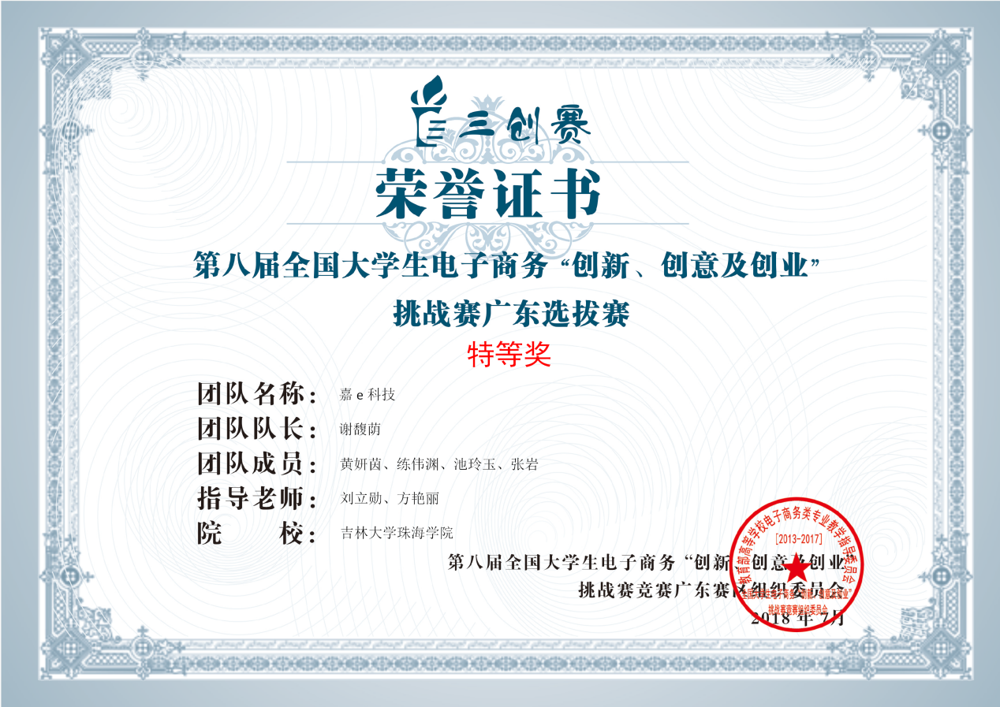 三创赛
荣誉证书
第八届全国大学生电子商务“创新、创意及创业”
挑战赛广东选拔赛
特等奖
团队名称：嘉 e 科技
团队队长：谢馥荫
团队成员：黄妍茵、练伟渊、池玲玉、张岩
指导老师：刘立勋、方艳丽
院校：吉林大学珠海学院
第八届全国大学生电子商务“创新、创意及创业”
挑战赛竞赛广东赛区组织委员会
2018 年 7月
教育部高等学校电子商务类专业教学指导委员会
[2013-2017]
全国大学生电子商务“创新、创意及创业”
挑战赛竞赛组织委员会